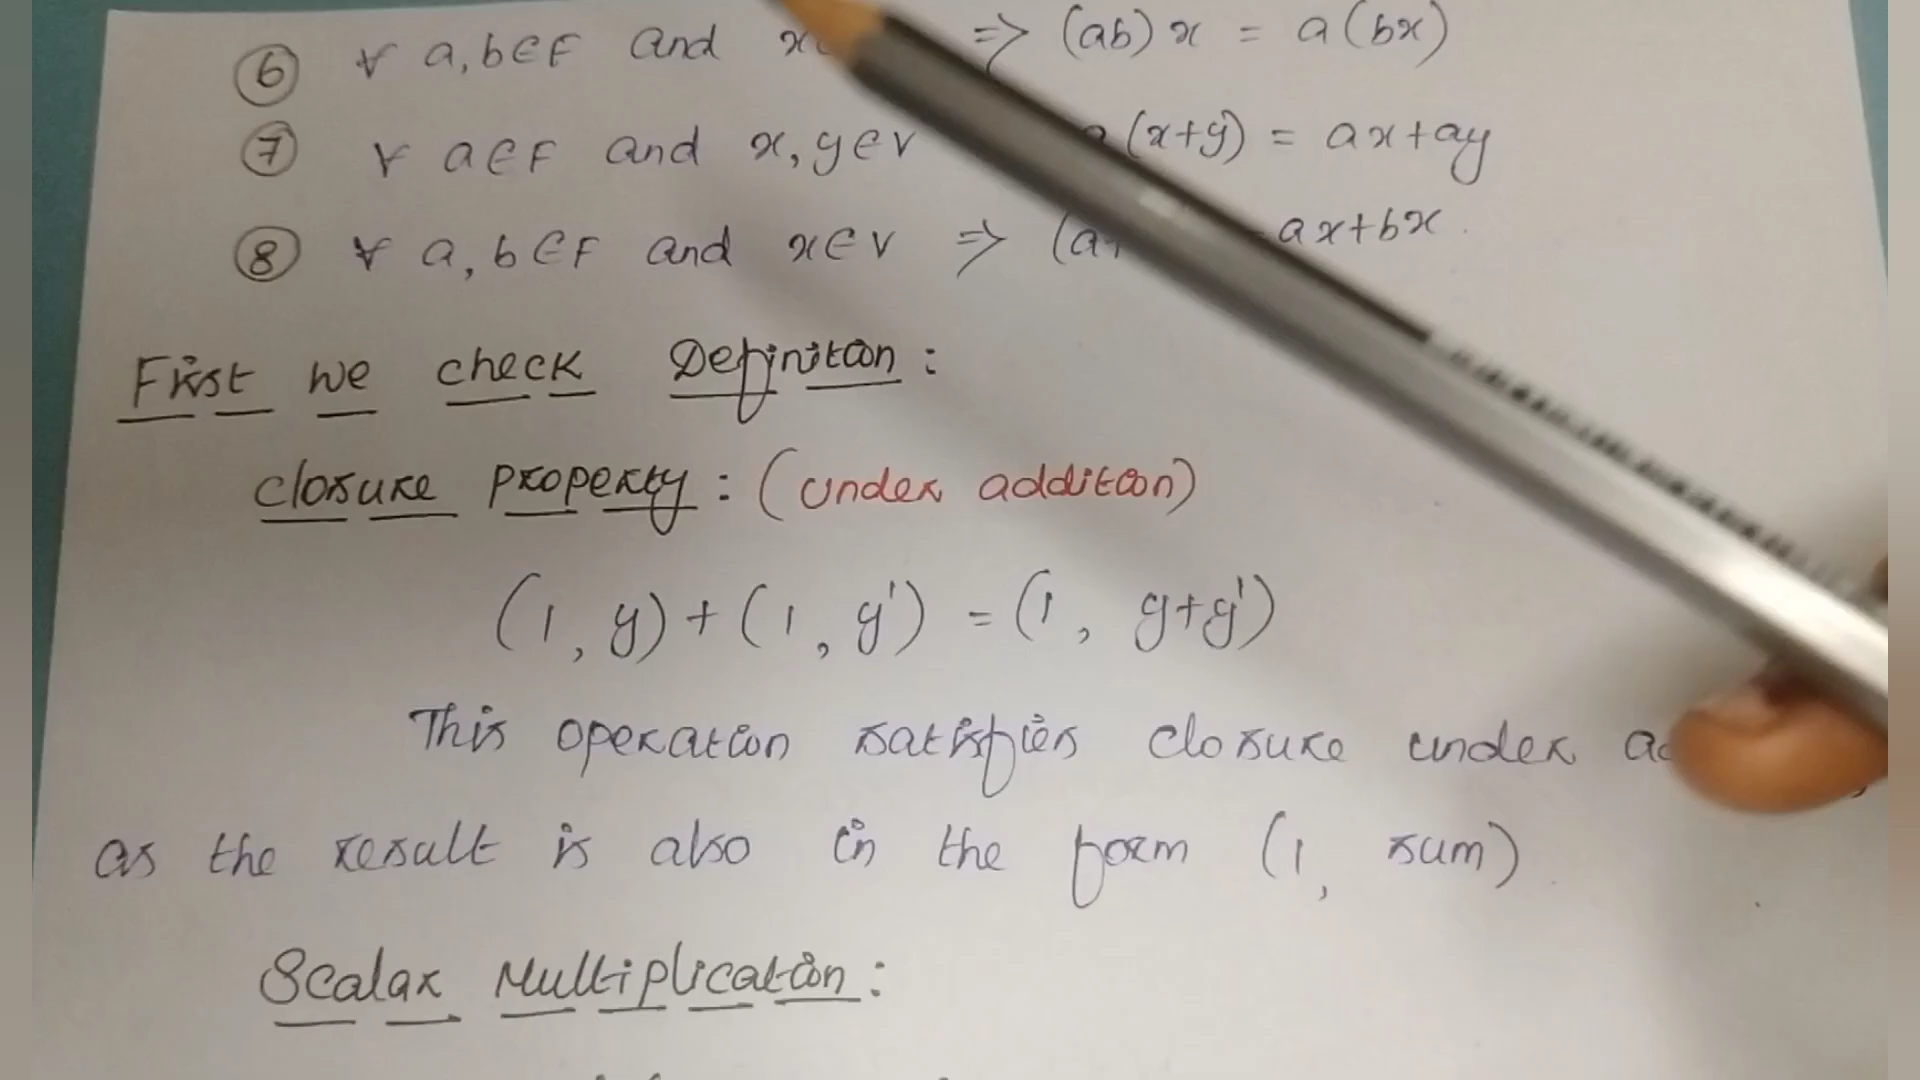 ⑥ ∀ a, b ∈ F and ⇒ (ab) x = a (bx)
⑦ ∀ a ∈ F and x, y ∈ V (x+y) = ax+ay
⑧ ∀ a, b ∈ F and x ∈ V ⇒ (a+ ax+bx.
First we check Definition:
closure property: (under addition)
(1, y) + (1, y') = (1, y+y')
This operation satisfies closure under
as the result is also in the form (1, sum)
Scalar Multiplication: